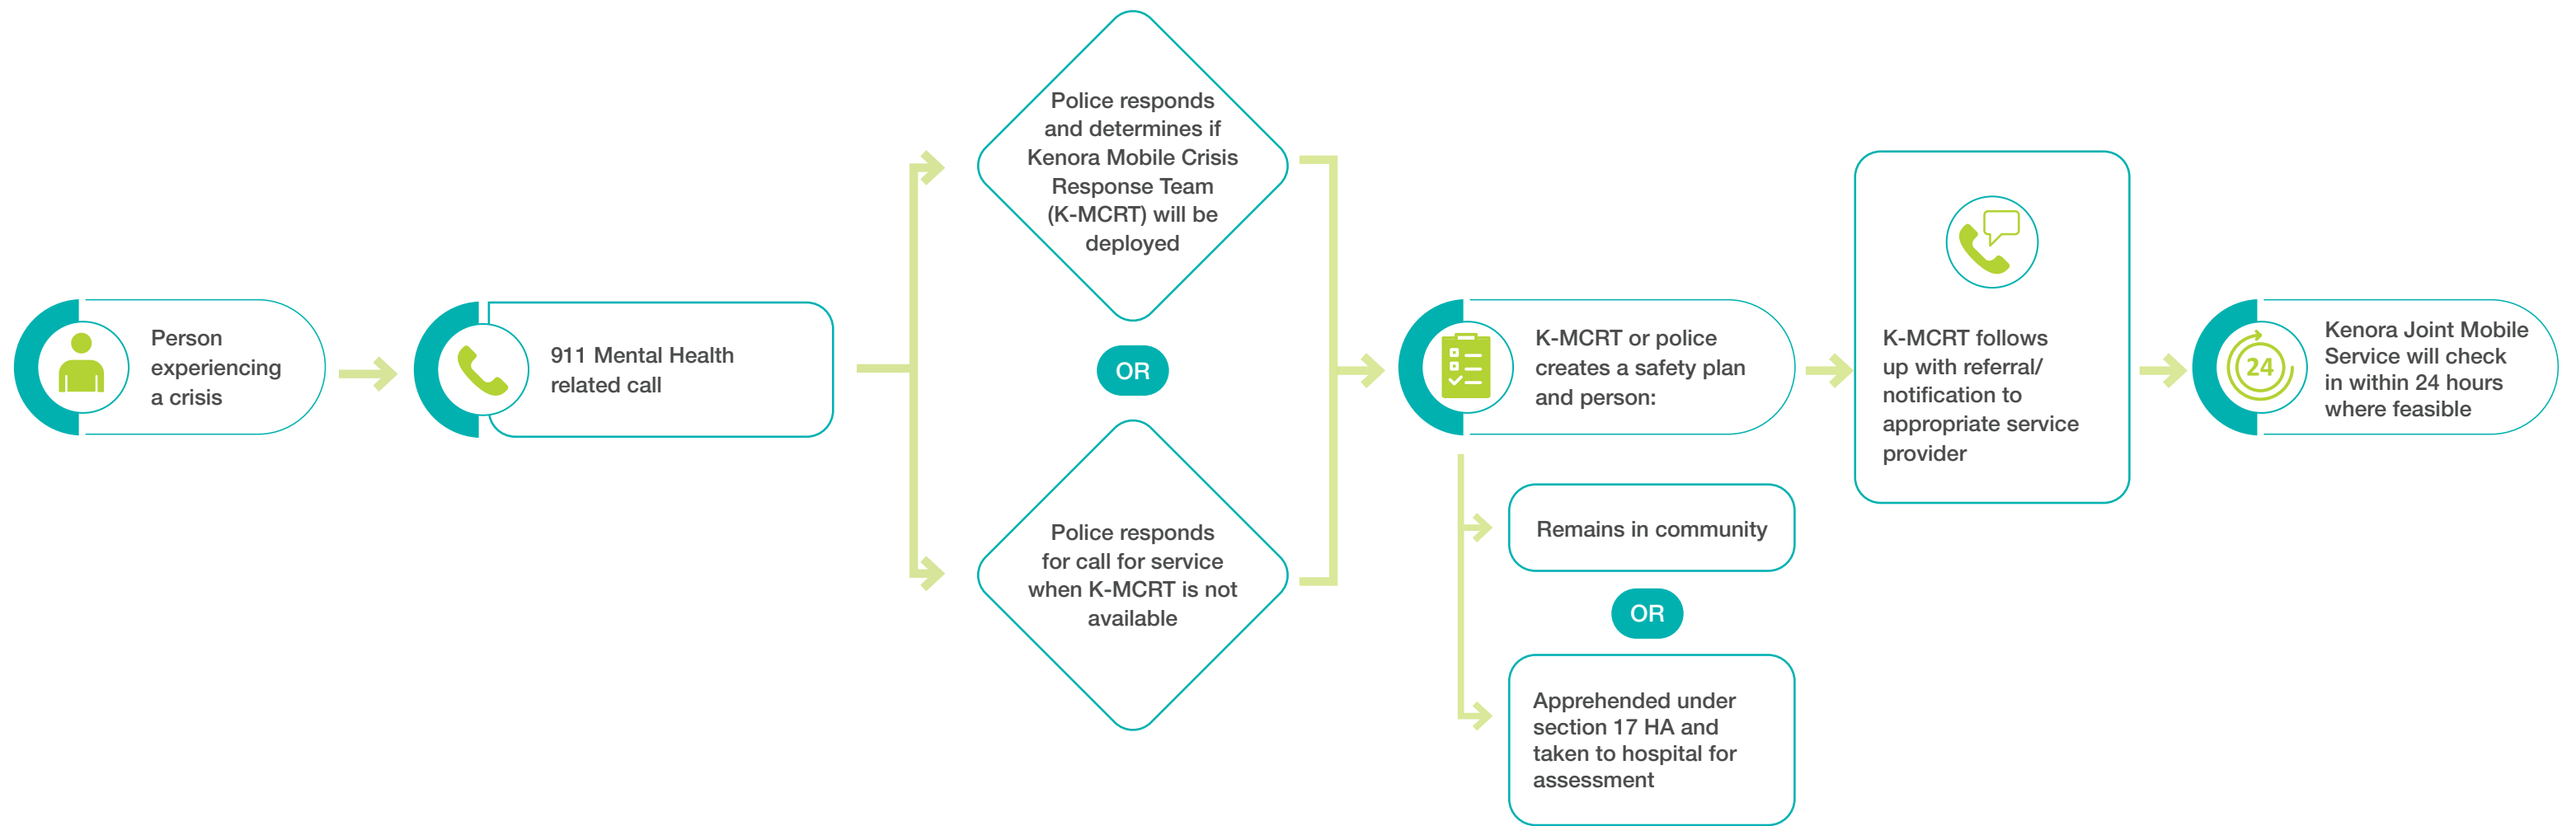 Person
experiencing
a crisis
911 Mental Health
related call
Police responds
and determines if
Kenora Mobile Crisis
Response Team
(K-MCRT) will be
deployed
OR
Police responds
for call for service
when K-MCRT is not
available
K-MCRT or police
creates a safety plan
and person:
Remains in community
OR
Apprehended under
section 17 HA and
taken to hospital for
assessment
K-MCRT follows
up with referral/
notification to
appropriate service
provider
24
Kenora Joint Mobile
Service will check
in within 24 hours
where feasible